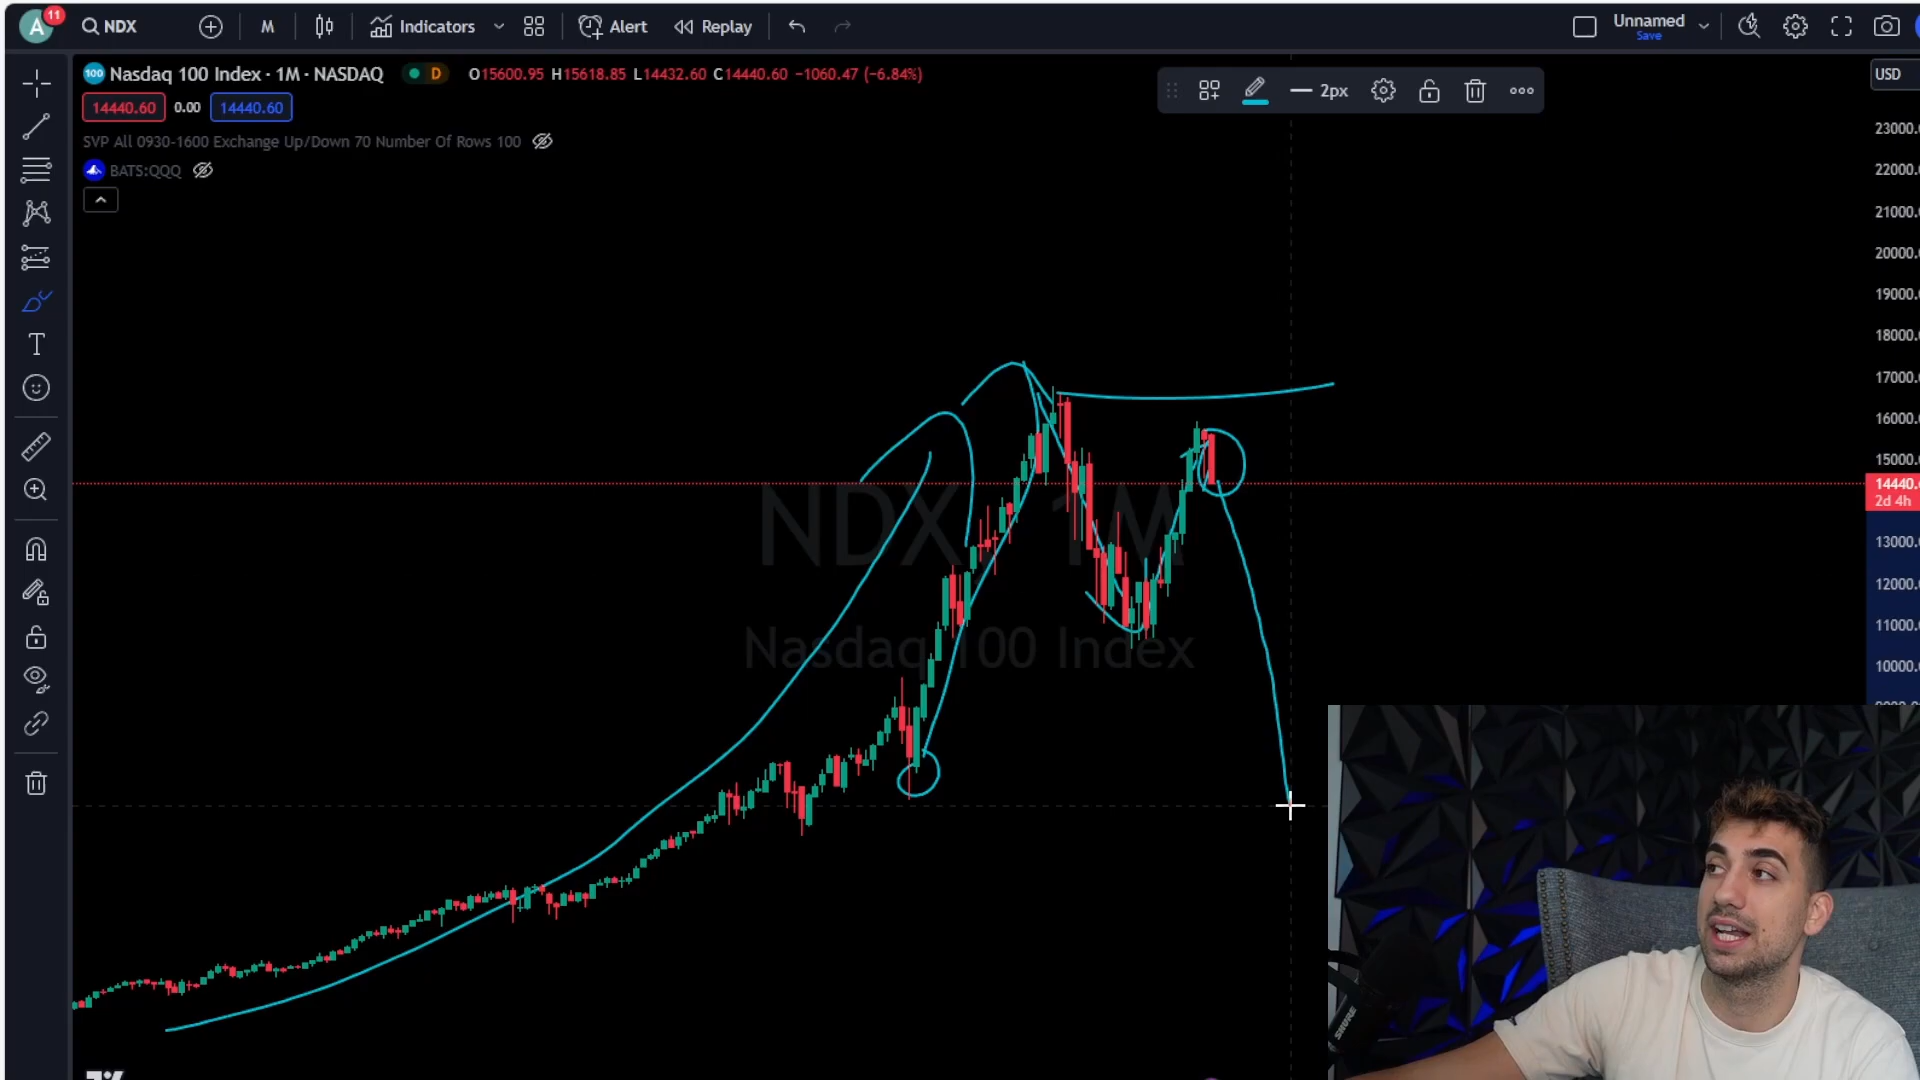 A 11 NDX M Indicators Alert Replay Unnamed
Save
Nasdaq 100 Index · 1M · NASDAQ D O15600.95 H15618.85 L14432.60 C14440.60 −1060.47 (−6.84%)
100
2px
USD
14440.60 0.00 14440.60
SVP All 0930-1600 Exchange Up/Down 70 Number Of Rows 100
BATS:QQQ
T
23000.
22000.
21000.
20000.
19000.
18000.
17000.
16000.
15000.
14440.
2d 4h
13000.
12000.
11000.
10000.
NDX, 1M
Nasdaq 100 Index
SHURE